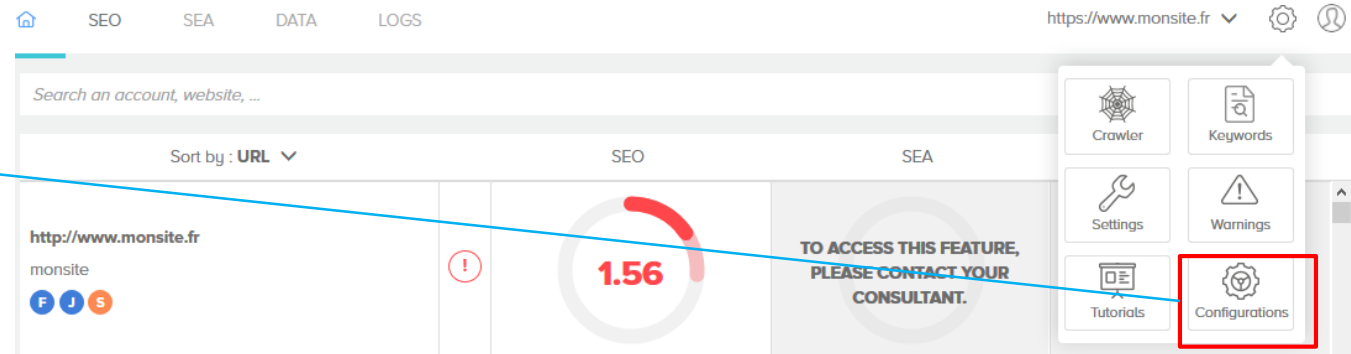 SEO SEA DATA LOGS https://www.monsite.fr
Search an account, website, ...
Sort by : URL SEO SEA
Crawler Keywords
Settings Warnings
Tutorials Configurations
http://www.monsite.fr
monsite
F J S
!
1.56
TO ACCESS THIS FEATURE,
PLEASE CONTACT YOUR
CONSULTANT.